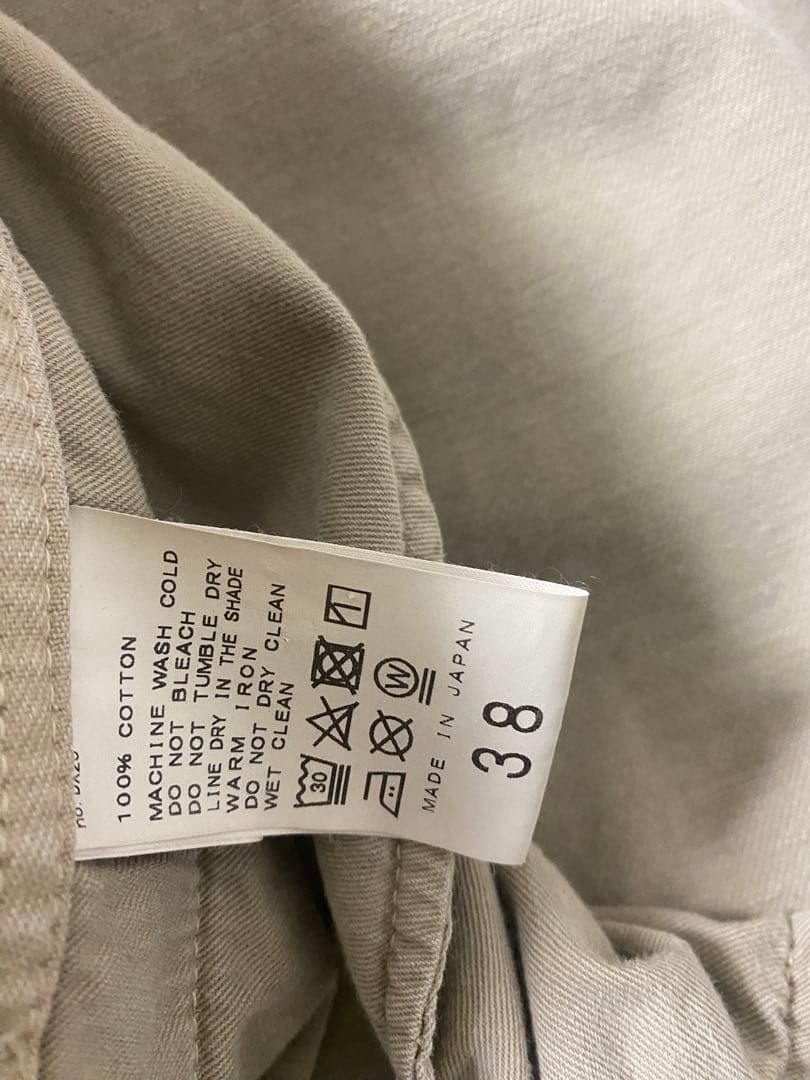 100% COTTON
MACHINE WASH COLD
DO NOT BLEACH
DO NOT TUMBLE DRY
LINE DRY IN THE SHADE
WARM IRON
DO NOT DRY CLEAN
WET CLEAN
30
W
MADE IN JAPAN
38